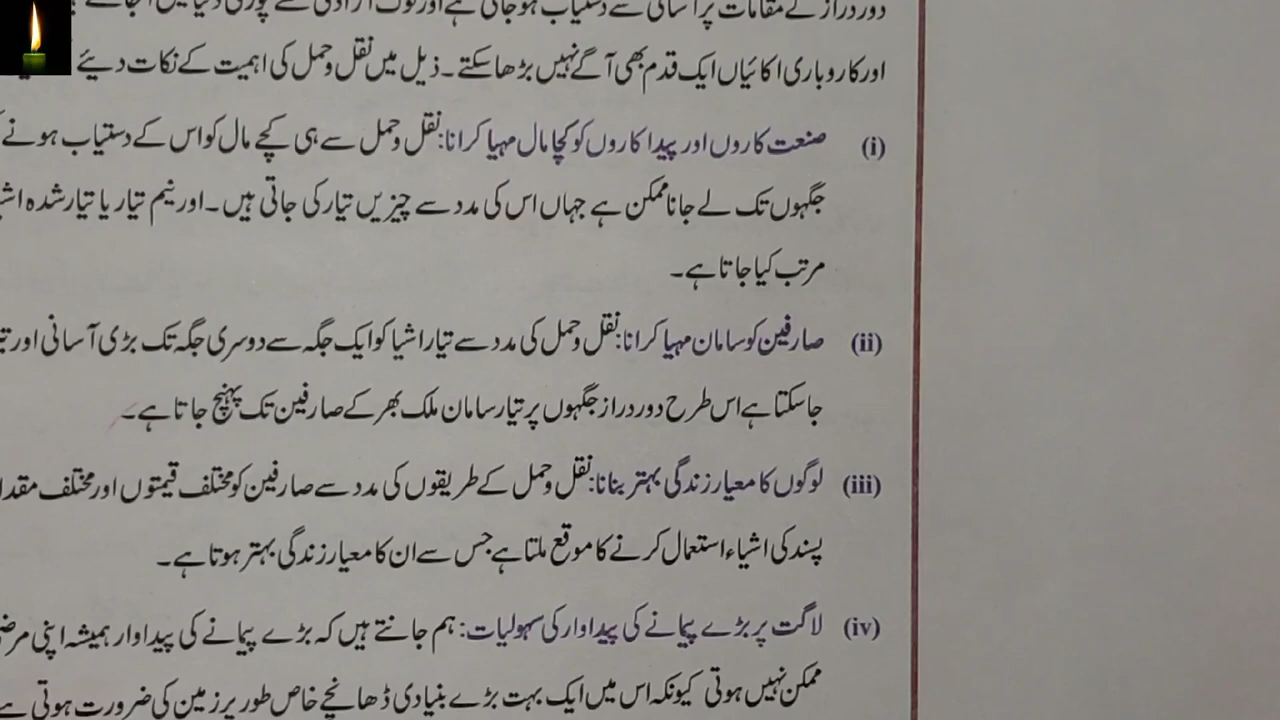 دور دراز کے مقامات پر آسانی سے دستیاب ہو جاتی ہے اور لوگ آزادی سے پوری دنیا میں
اور کاروباری اکائیاں ایک قدم بھی آگے نہیں بڑھا سکتے۔ ذیل میں نقل وحمل کی اہمیت کے نکات دیئے
(i) صنعت کاروں اور پیدا کاروں کو کچا مال مہیا کرانا: نقل وحمل سے ہی کچے مال کو اس کے دستیاب ہونے
جگہوں تک لے جانا ممکن ہے جہاں اس کی مدد سے چیزیں تیار کی جاتی ہیں۔ اور نیم تیار یا تیار شدہ
مرتب کیا جاتا ہے۔
(ii) صارفین کو سامان مہیا کرانا: نقل وحمل کی مدد سے تیار اشیا کو ایک جگہ سے دوسری جگہ تک بڑی آسانی اور
جاسکتا ہے اس طرح دور دراز جگہوں پر تیار سامان ملک بھر کے صارفین تک پہنچ جاتا ہے۔
(iii) لوگوں کا معیار زندگی بہتر بنانا: نقل وحمل کے طریقوں کی مدد سے صارفین کو مختلف قیمتوں اور مختلف
پسند کی اشیاء استعمال کرنے کا موقع ملتا ہے جس سے ان کا معیار زندگی بہتر ہوتا ہے۔
(iv) لاگت پر بڑے پیمانے کی پیداوار کی سہولیات: ہم جانتے ہیں کہ بڑے پیمانے کی پیداوار ہمیشہ اپنی
ممکن نہیں ہوتی کیونکہ اس میں ایک بہت بڑے بنیادی ڈھانچے خاص طور پر زمین کی ضرورت ہوتی ہے